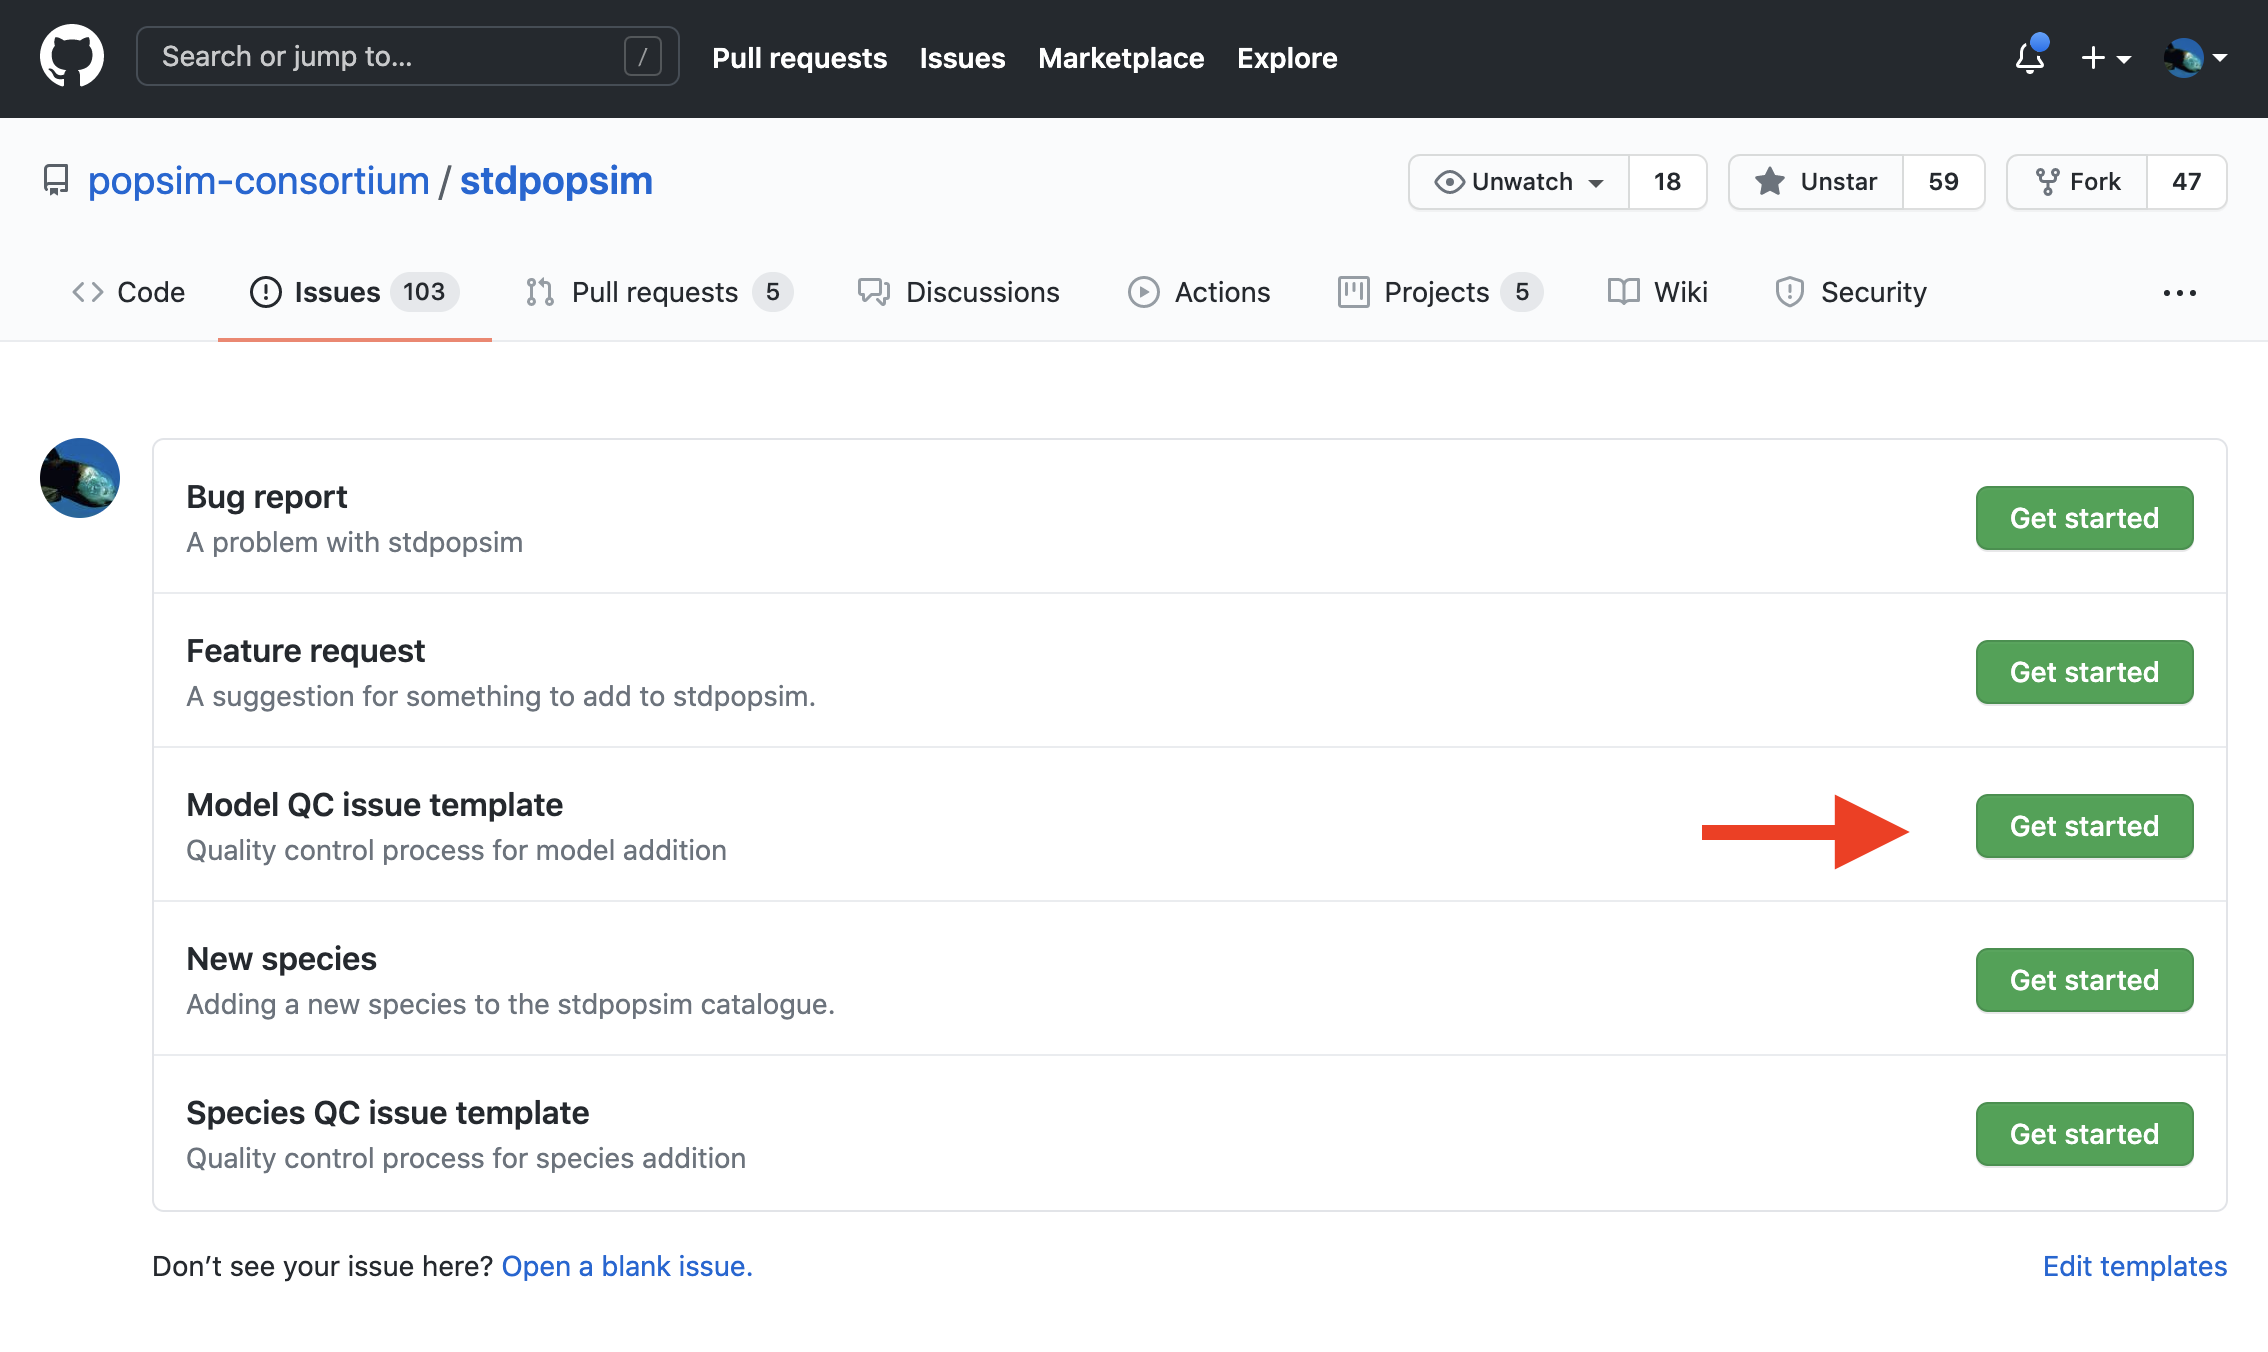 Search or jump to... /
Pull requests Issues Marketplace Explore
popsim-consortium / stdpopsim
Unwatch 18 Unstar 59 Fork 47
Code Issues 103 Pull requests 5 Discussions Actions Projects 5 Wiki Security ...
Bug report
A problem with stdpopsim
Get started
Feature request
A suggestion for something to add to stdpopsim.
Get started
Model QC issue template
Quality control process for model addition
Get started
New species
Adding a new species to the stdpopsim catalogue.
Get started
Species QC issue template
Quality control process for species addition
Get started
Don’t see your issue here? Open a blank issue.
Edit templates